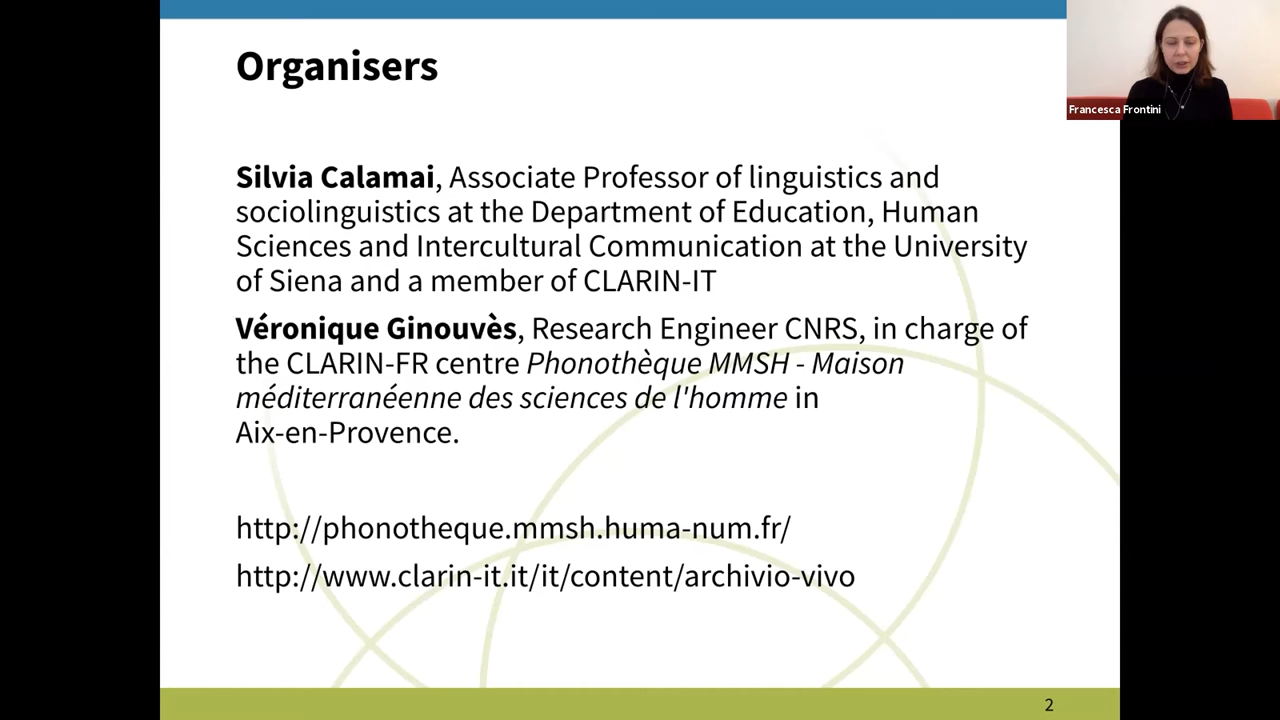 Organisers
Francesca Frontini
Silvia Calamai, Associate Professor of linguistics and
sociolinguistics at the Department of Education, Human
Sciences and Intercultural Communication at the University
of Siena and a member of CLARIN-IT
Véronique Ginouvès, Research Engineer CNRS, in charge of
the CLARIN-FR centre Phonothèque MMSH - Maison
méditerranéenne des sciences de l'homme in
Aix-en-Provence.
http://phonotheque.mmsh.huma-num.fr/
http://www.clarin-it.it/it/content/archivio-vivo
2